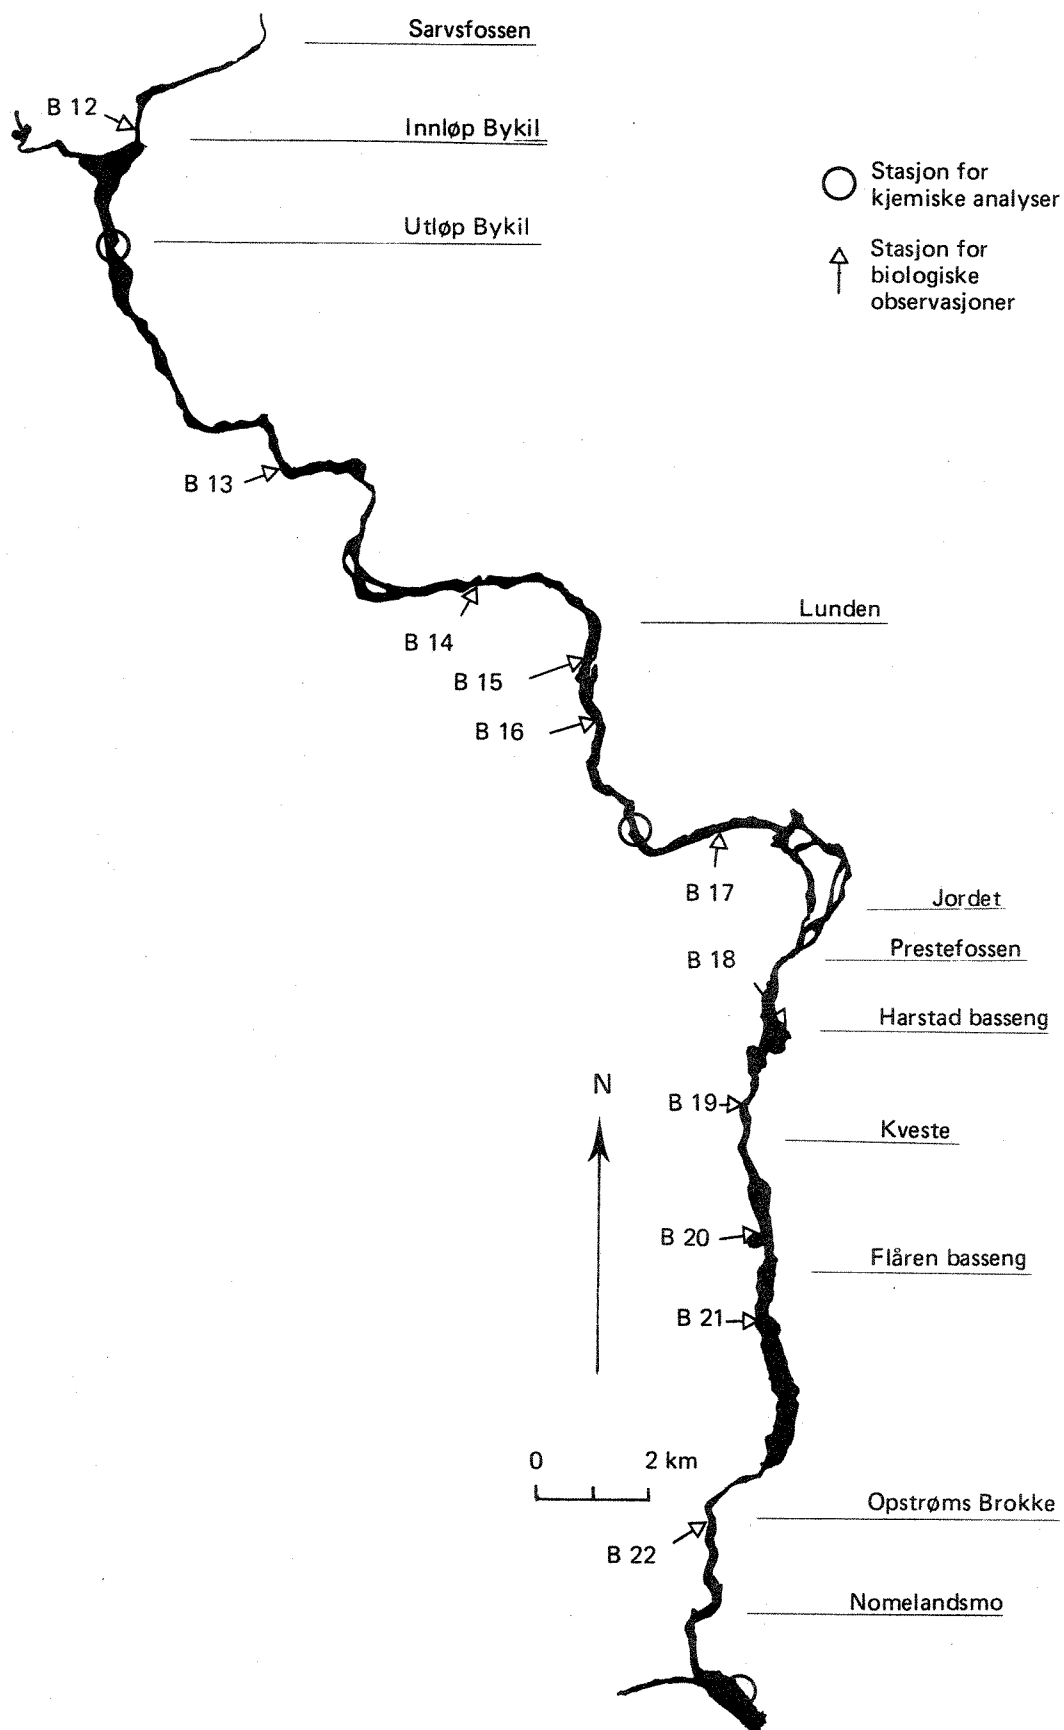 Sarvsfossen
B 12
Innløp Bykil
Stasjon for
kjemiske analyser
Utløp Bykil
Stasjon for
biologiske
observasjoner
B 13
Lunden
B 14
B 15
B 16
B 17
Jordet
Prestefossen
B 18
Harstad basseng
N
B 19
Kveste
B 20
Flåren basseng
B 21
0 2 km
Opstrøms Brokke
B 22
Nomelandsmo